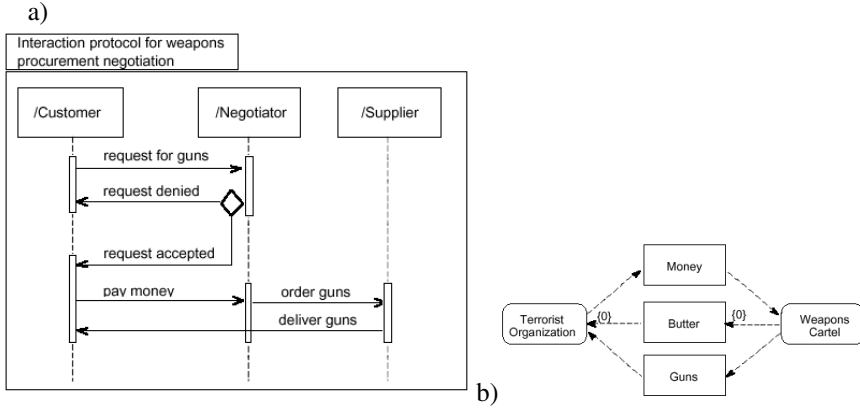 a)
Interaction protocol for weapons
procurement negotiation
/Customer
/Negotiator
/Supplier
request for guns
request denied
request accepted
pay money
order guns
deliver guns
b)
Money
Terrorist
Organization
{0}
Butter
{0}
Weapons
Cartel
Guns